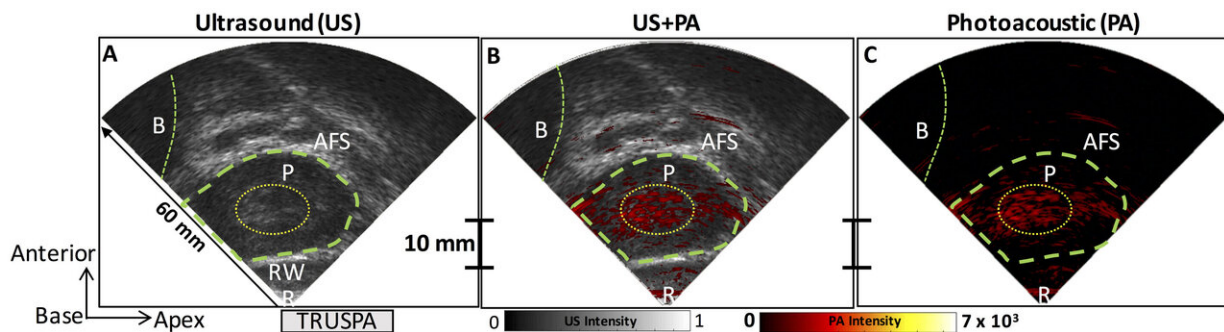 Ultrasound (US)
US+PA
Photoacoustic (PA)
A
B
AFS
P
60 mm
RW
R
Anterior
Base
Apex
TRUSPA
B
B
AFS
P
10 mm
0
US Intensity
1
C
B
AFS
P
R
0
PA Intensity
7 x 10³